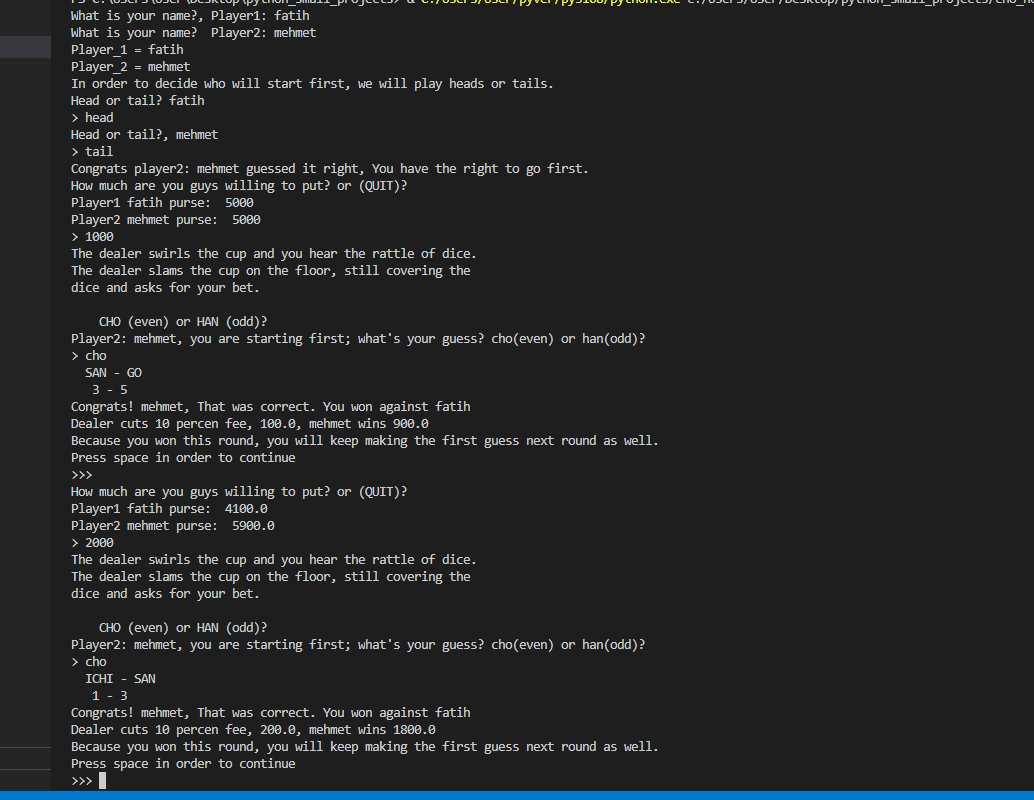 What is your name?, Player1: fatih
What is your name?  Player2: mehmet
Player_1 = fatih
Player_2 = mehmet
In order to decide who will start first, we will play heads or tails.
Head or tail? fatih
> head
Head or tail?, mehmet
> tail
Congrats player2: mehmet guessed it right, You have the right to go first.
How much are you guys willing to put? or (QUIT)?
Player1 fatih purse:  5000
Player2 mehmet purse:  5000
> 1000
The dealer swirls the cup and you hear the rattle of dice.
The dealer slams the cup on the floor, still covering the
dice and asks for your bet.
CHO (even) or HAN (odd)?
Player2: mehmet, you are starting first; what's your guess? cho(even) or han(odd)?
> cho
SAN - GO
3 - 5
Congrats! mehmet, That was correct. You won against fatih
Dealer cuts 10 percen fee, 100.0, mehmet wins 900.0
Because you won this round, you will keep making the first guess next round as well.
Press space in order to continue
>>>
How much are you guys willing to put? or (QUIT)?
Player1 fatih purse:  4100.0
Player2 mehmet purse:  5900.0
> 2000
The dealer swirls the cup and you hear the rattle of dice.
The dealer slams the cup on the floor, still covering the
dice and asks for your bet.
CHO (even) or HAN (odd)?
Player2: mehmet, you are starting first; what's your guess? cho(even) or han(odd)?
> cho
ICHI - SAN
1 - 3
Congrats! mehmet, That was correct. You won against fatih
Dealer cuts 10 percen fee, 200.0, mehmet wins 1800.0
Because you won this round, you will keep making the first guess next round as well.
Press space in order to continue
>>>